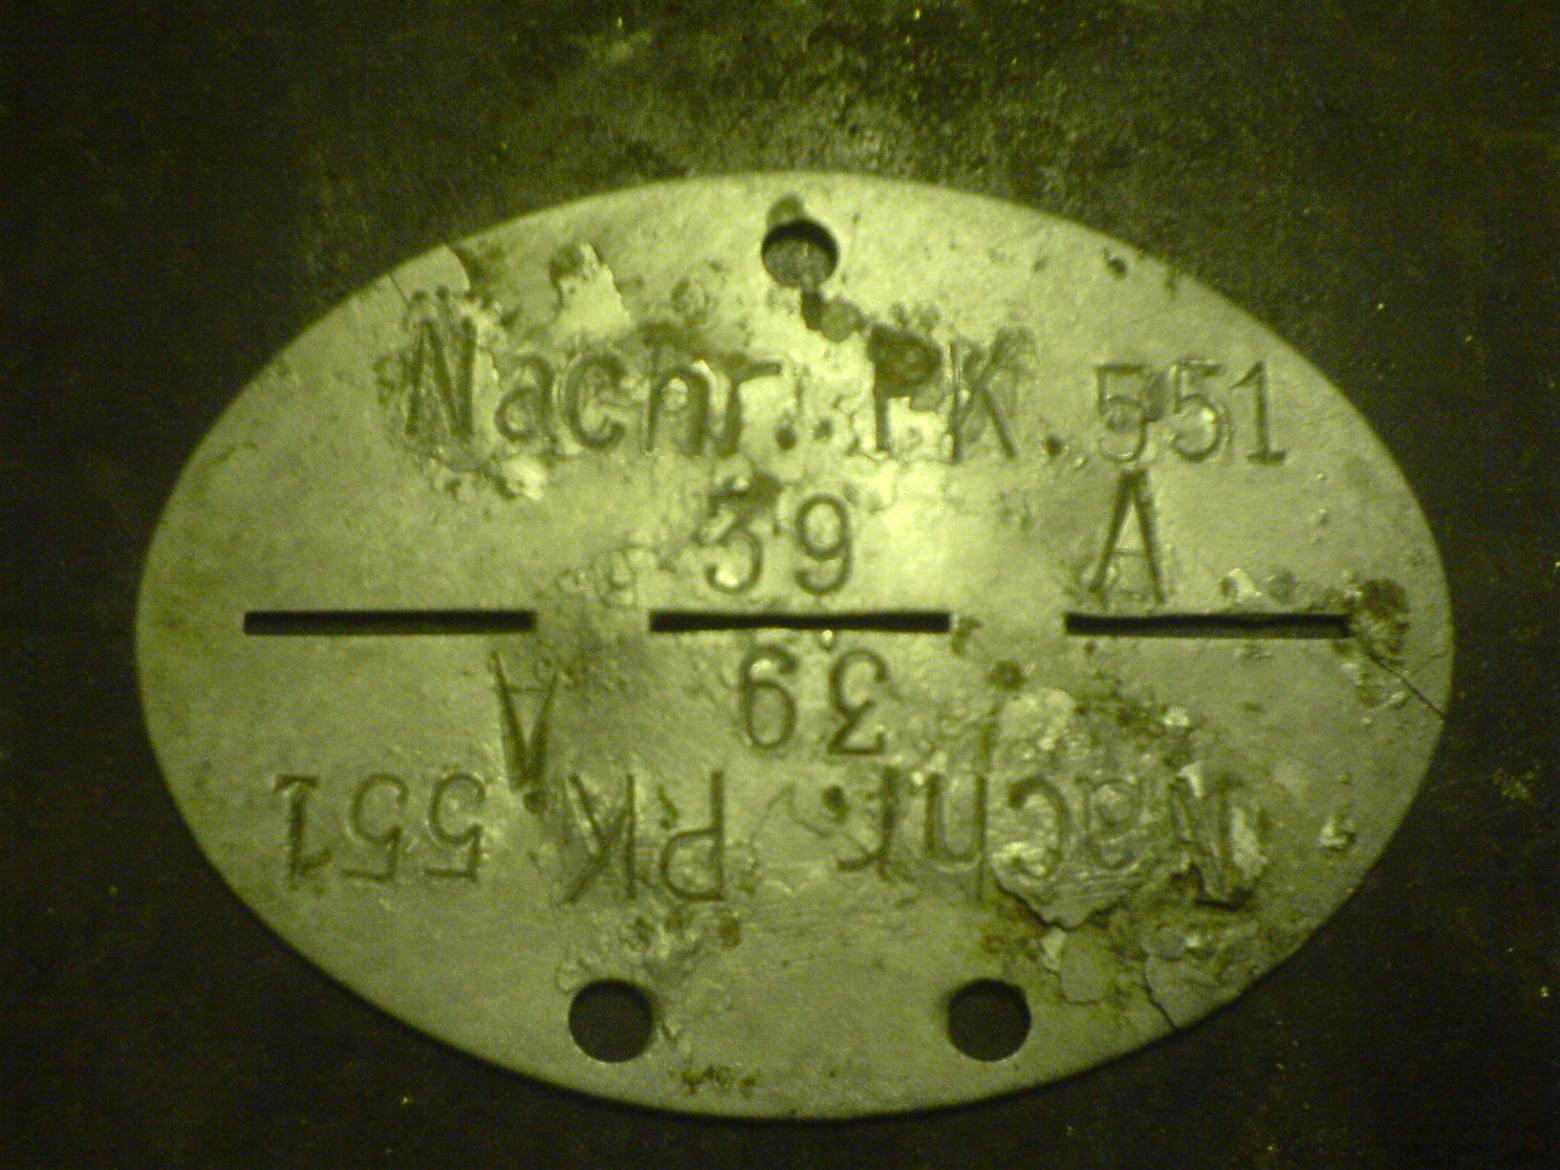 Nachr. PK. 551
39 A
39 A
Nachr. PK 551